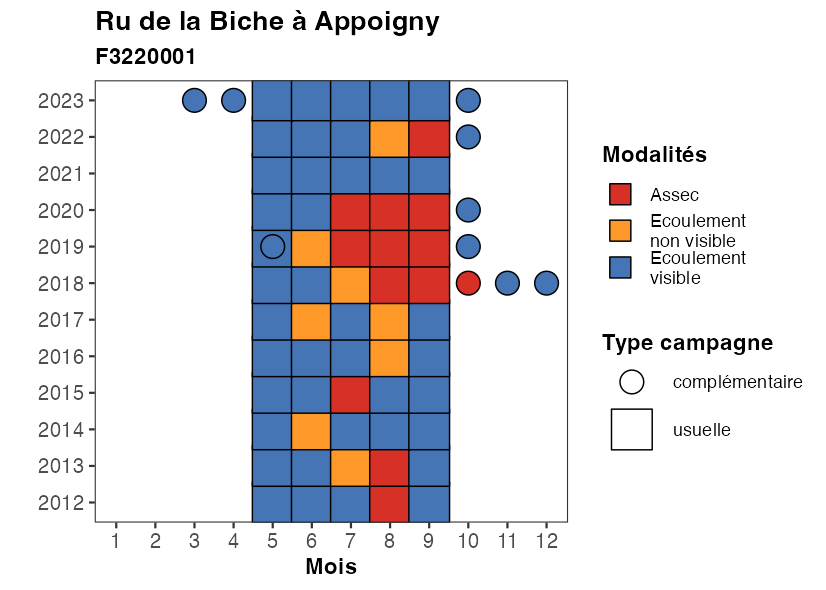 Ru de la Biche à Appoigny
F3220001
2023
2022
2021
2020
2019
2018
2017
2016
2015
2014
2013
2012
1 2 3 4 5 6 7 8 9 10 11 12
Mois
Modalités
Assec
Ecoulement
non visible
Ecoulement
visible
Type campagne
complémentaire
usuelle